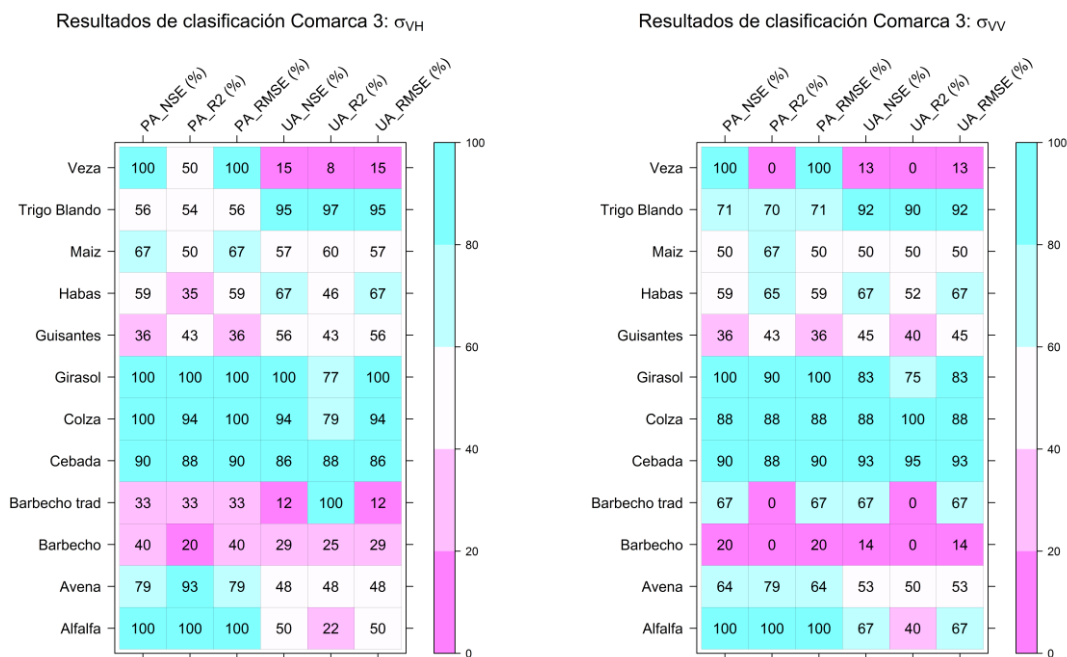 Resultados de clasificación Comarca 3: σVH
PA_NSE (%) PA_R2 (%) PA_RMSE (%) UA_NSE (%) UA_R2 (%) UA_RMSE (%)
Veza 100 50 100 15 8 15
Trigo Blando 56 54 56 95 97 95
Maiz 67 50 67 57 60 57
Habas 59 35 59 67 46 67
Guisantes 36 43 36 56 43 56
Girasol 100 100 100 100 77 100
Colza 100 94 100 94 79 94
Cebada 90 88 90 86 88 86
Barbecho trad 33 33 33 12 100 12
Barbecho 40 20 40 29 25 29
Avena 79 93 79 48 48 48
Alfalfa 100 100 100 50 22 50
100
80
60
40
20
0
Resultados de clasificación Comarca 3: σVV
PA_NSE (%) PA_R2 (%) PA_RMSE (%) UA_NSE (%) UA_R2 (%) UA_RMSE (%)
Veza 100 0 100 13 0 13
Trigo Blando 71 70 71 92 90 92
Maiz 50 67 50 50 50 50
Habas 59 65 59 67 52 67
Guisantes 36 43 36 45 40 45
Girasol 100 90 100 83 75 83
Colza 88 88 88 88 100 88
Cebada 90 88 90 93 95 93
Barbecho trad 67 0 67 67 0 67
Barbecho 20 0 20 14 0 14
Avena 64 79 64 53 50 53
Alfalfa 100 100 100 67 40 67
100
80
60
40
20
0